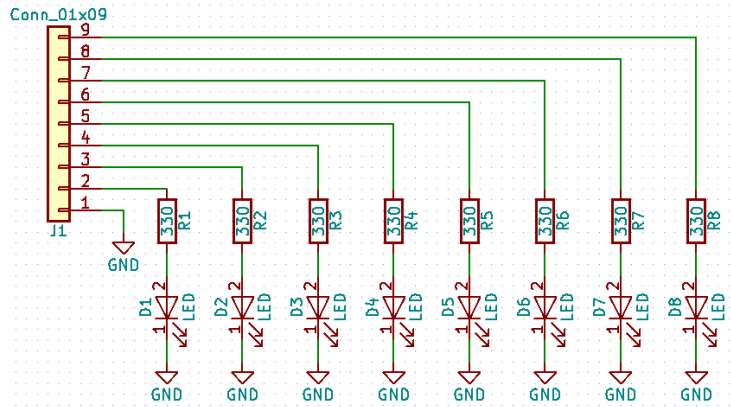 Conn_01x09
9
8
7
6
5
4
3
2
1
J1
GND
330 R1
330 R2
330 R3
330 R4
330 R5
330 R6
330 R7
330 R8
D1 2 1 LED
D2 2 1 LED
D3 2 1 LED
D4 2 1 LED
D5 2 1 LED
D6 2 1 LED
D7 2 1 LED
D8 2 1 LED
GND GND GND GND GND GND GND GND